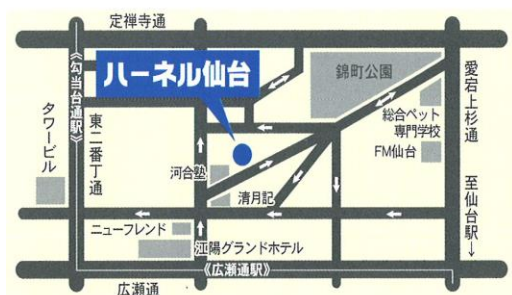 定禅寺通
《勾当台通駅》
ハーネル仙台
錦町公園
愛宕上杉通
タワービル
東二番丁通
総合ペット
専門学校
FM仙台
河合塾
清月記
至仙台駅→
ニューフレンド
江陽グランドホテル
《広瀬通駅》
広瀬通